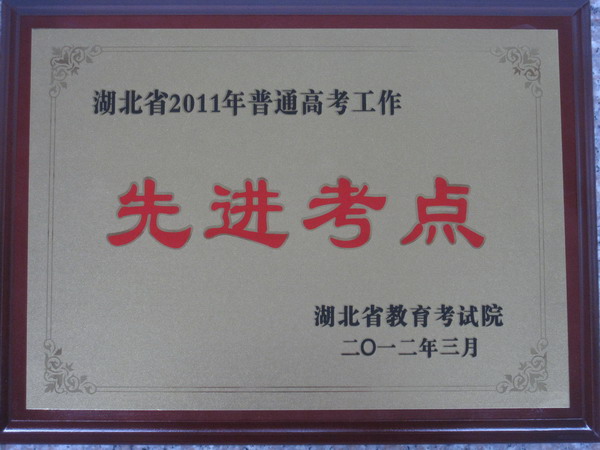 湖北省2011年普通高考工作
先进考点
湖北省教育考试院
二〇一二年三月